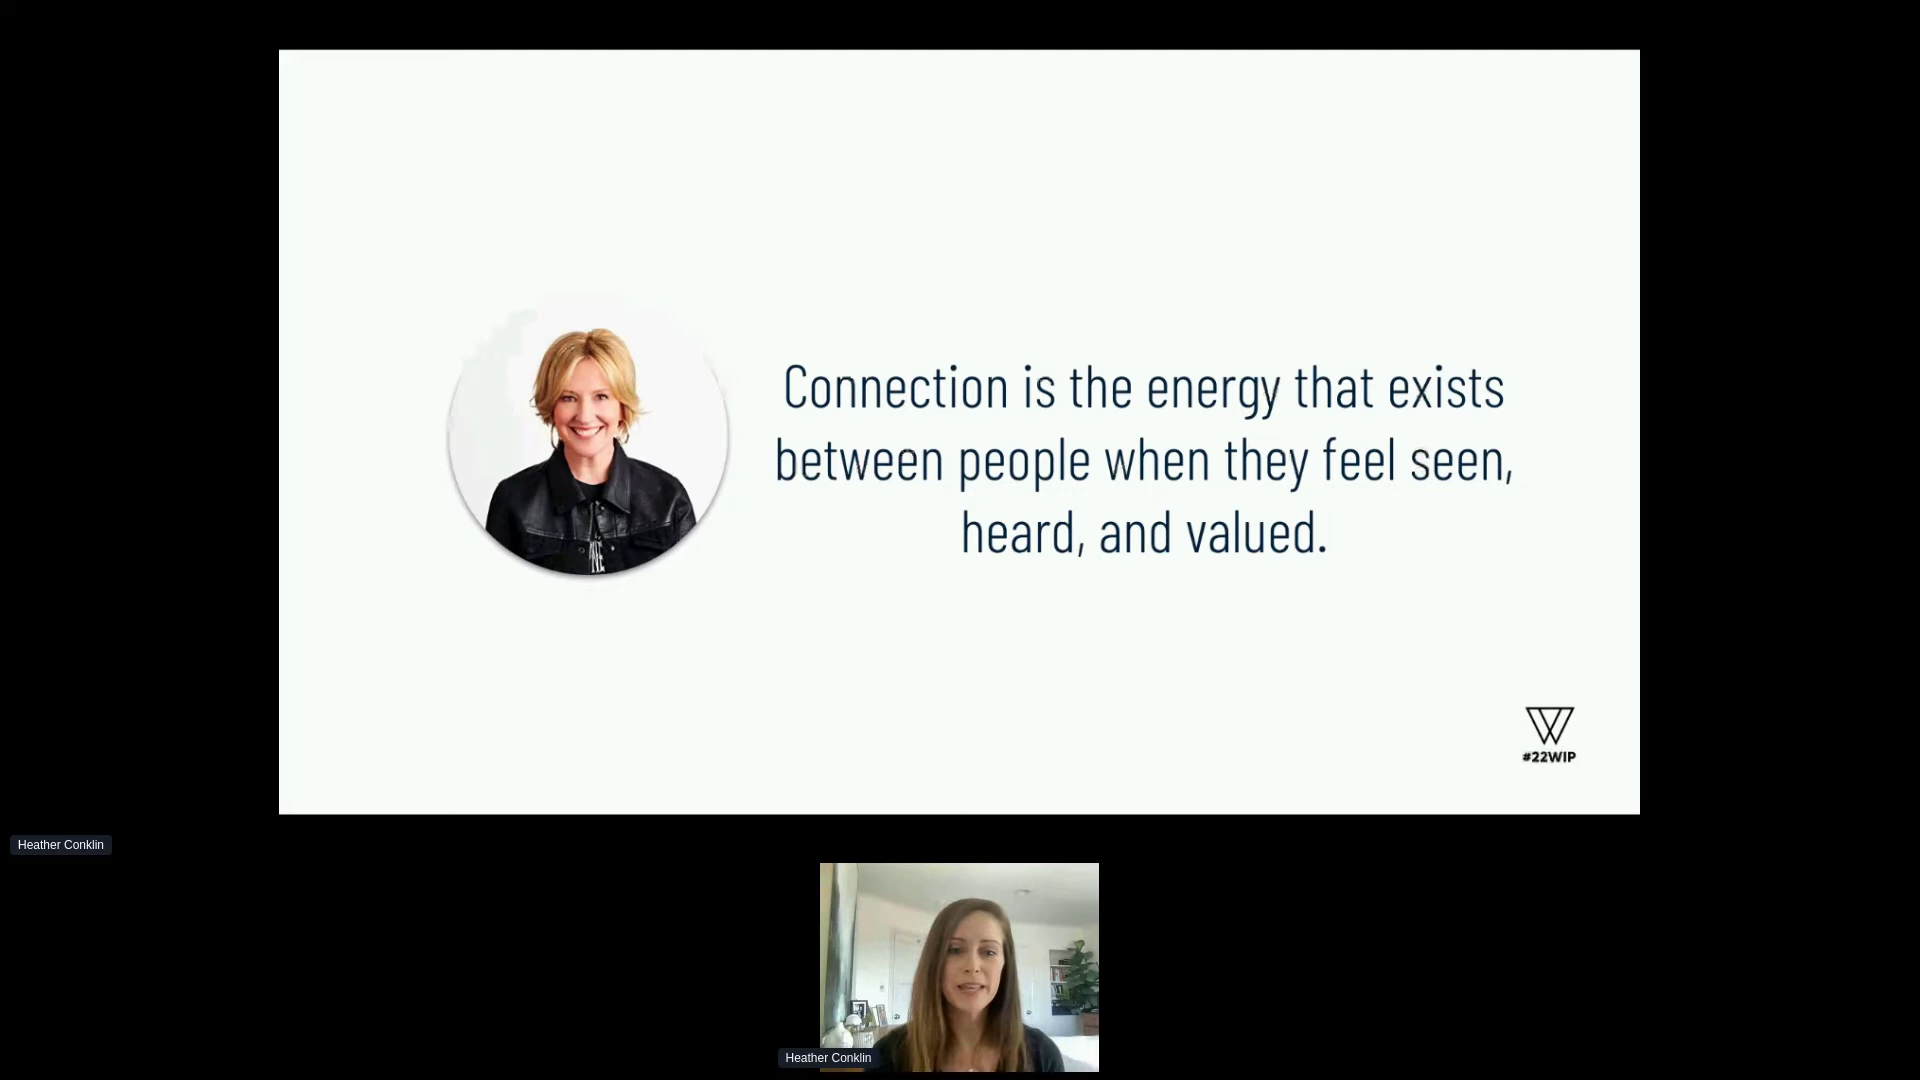 Connection is the energy that exists
between people when they feel seen,
heard, and valued.
#22WIP
Heather Conklin
Heather Conklin